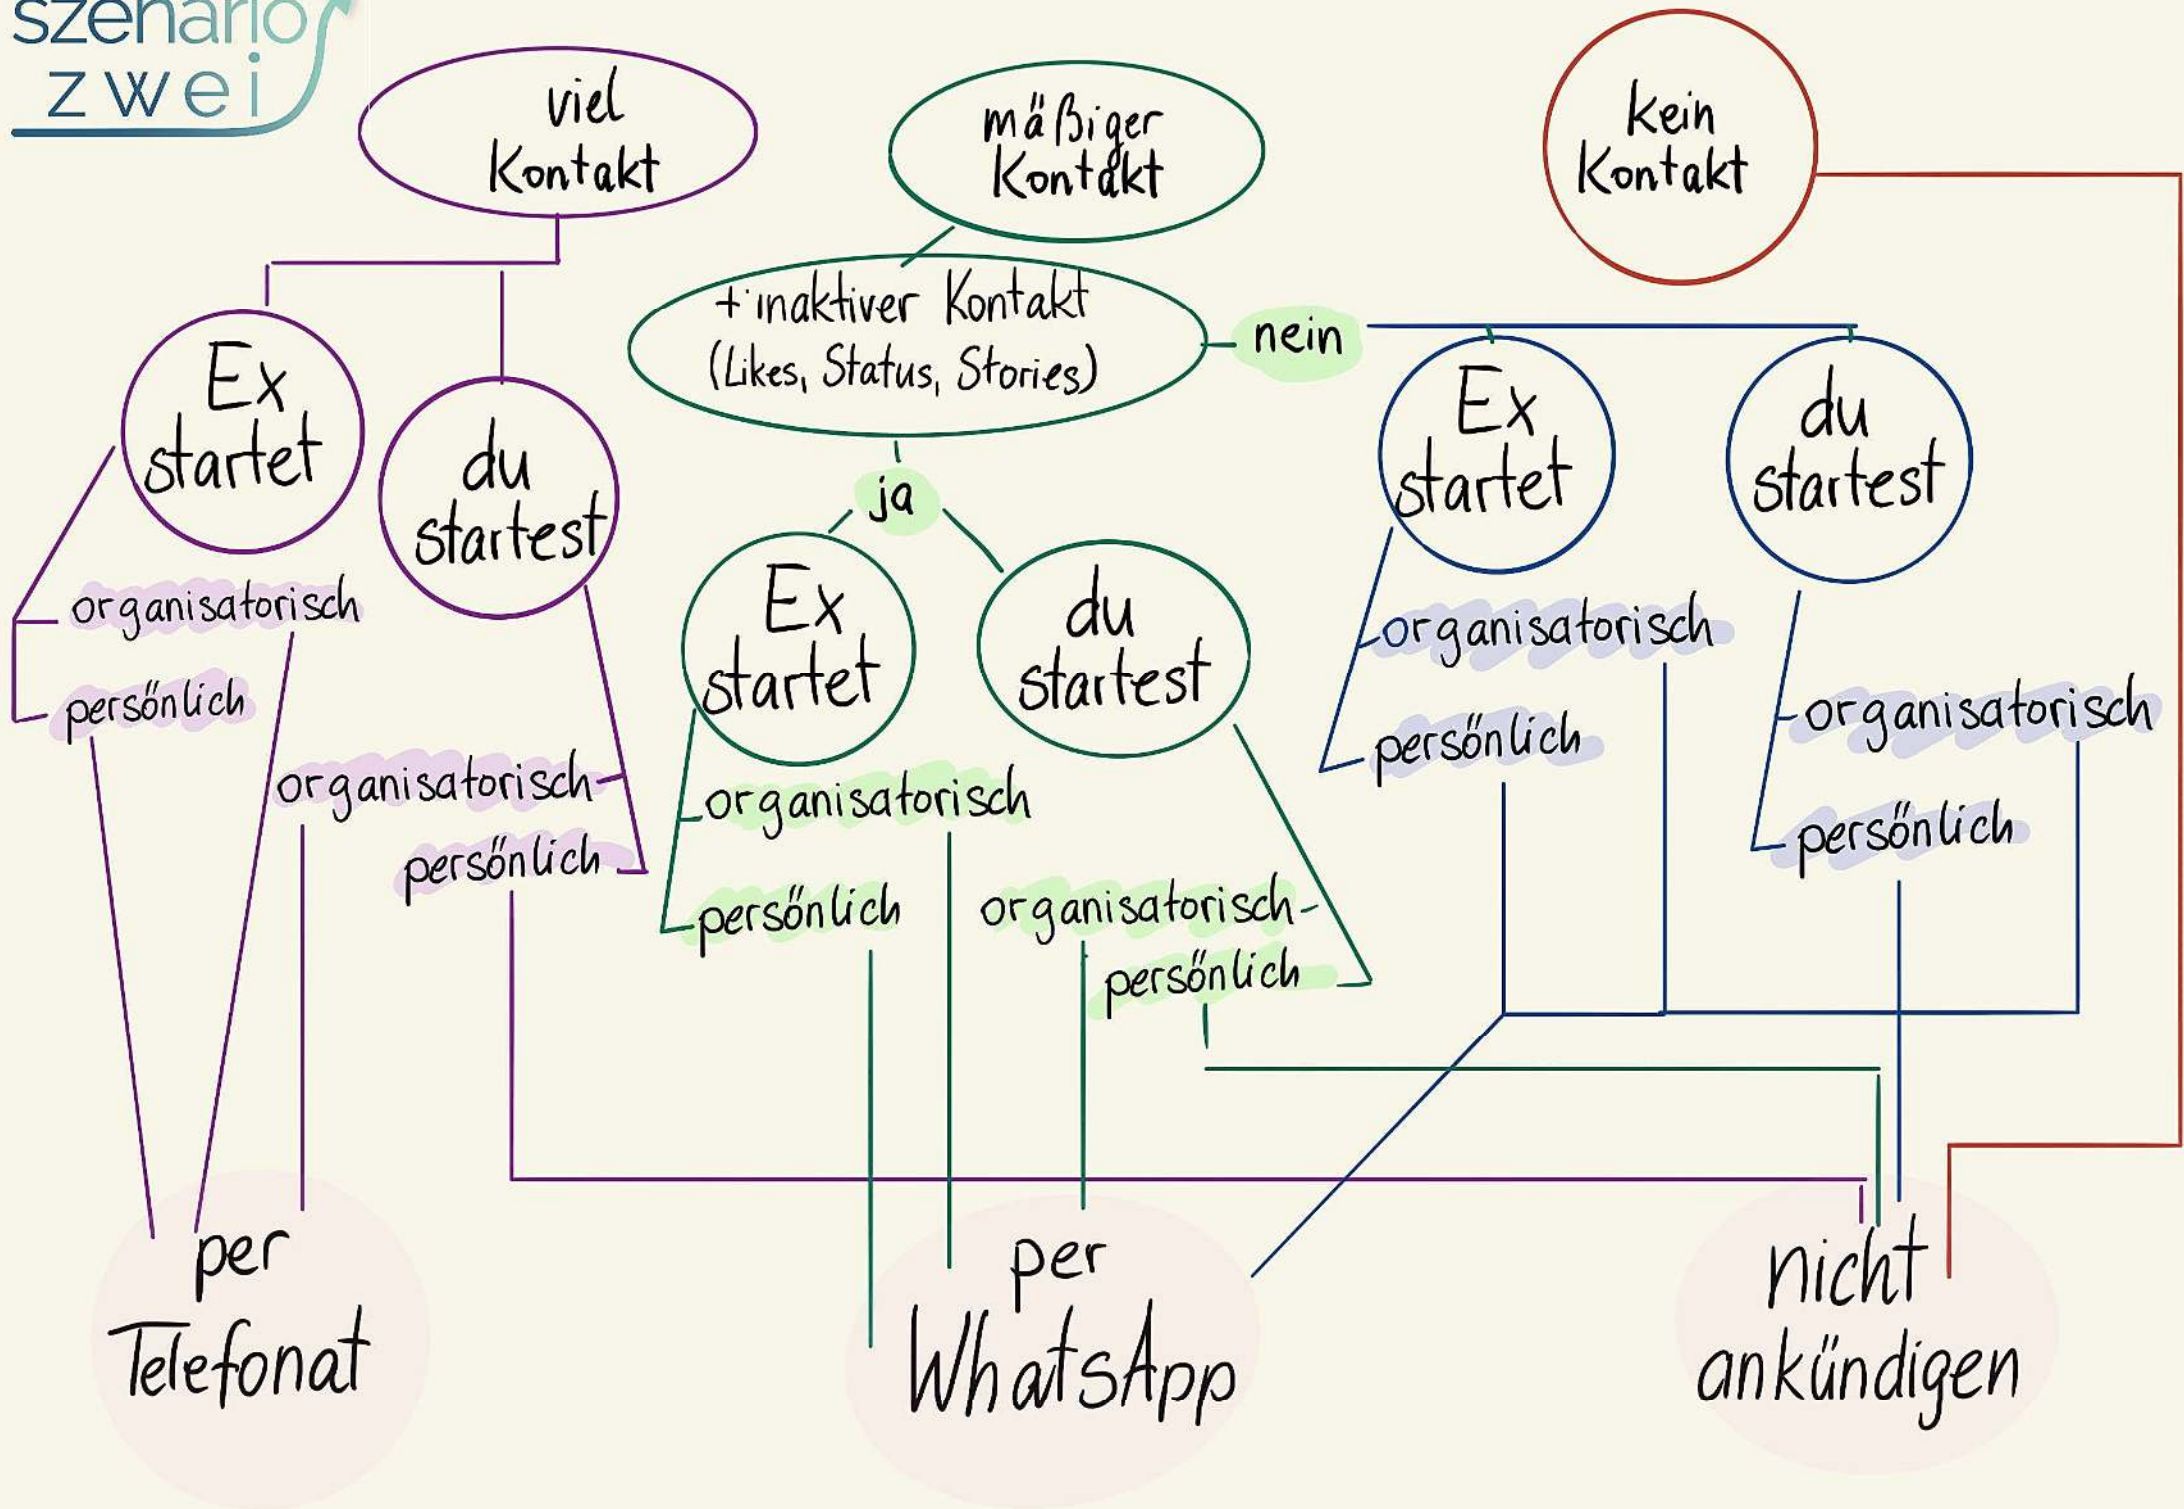 szenario
zwei
viel
Kontakt
mäßiger
Kontakt
kein
Kontakt
+ inaktiver Kontakt
(Likes, Status, Stories)
nein
ja
Ex
startet
organisatorisch
persönlich
du
startest
organisatorisch
persönlich
Ex
startet
organisatorisch
persönlich
du
startest
organisatorisch
persönlich
Ex
startet
organisatorisch
persönlich
du
startest
organisatorisch
persönlich
per
Telefonat
per
WhatsApp
nicht
ankündigen